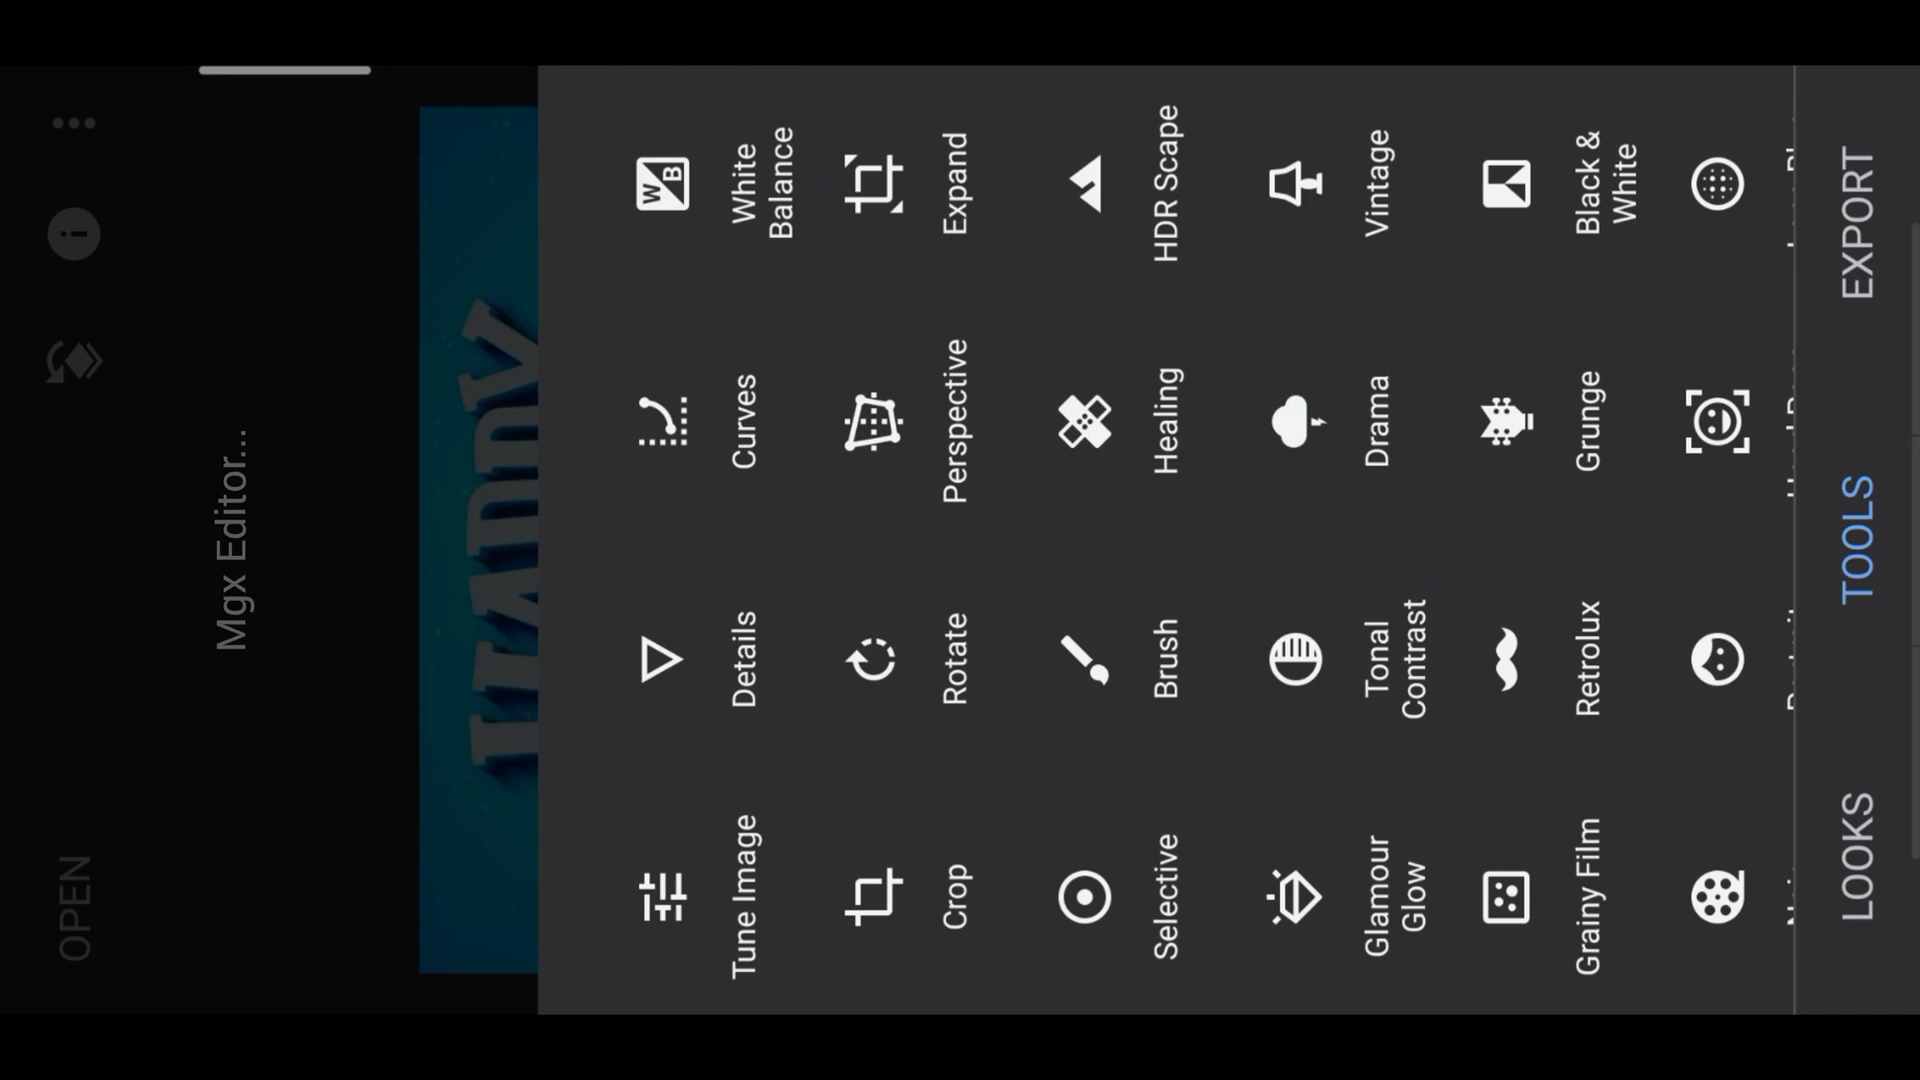 OPEN
Mgx Editor...
HAPPY
Tune Image
Details
Curves
White
Balance
Crop
Rotate
Perspective
Expand
Selective
Brush
Healing
HDR Scape
Glamour
Glow
Tonal
Contrast
Drama
Vintage
Grainy Film
Retrolux
Grunge
Black &
White
LOOKS
TOOLS
EXPORT